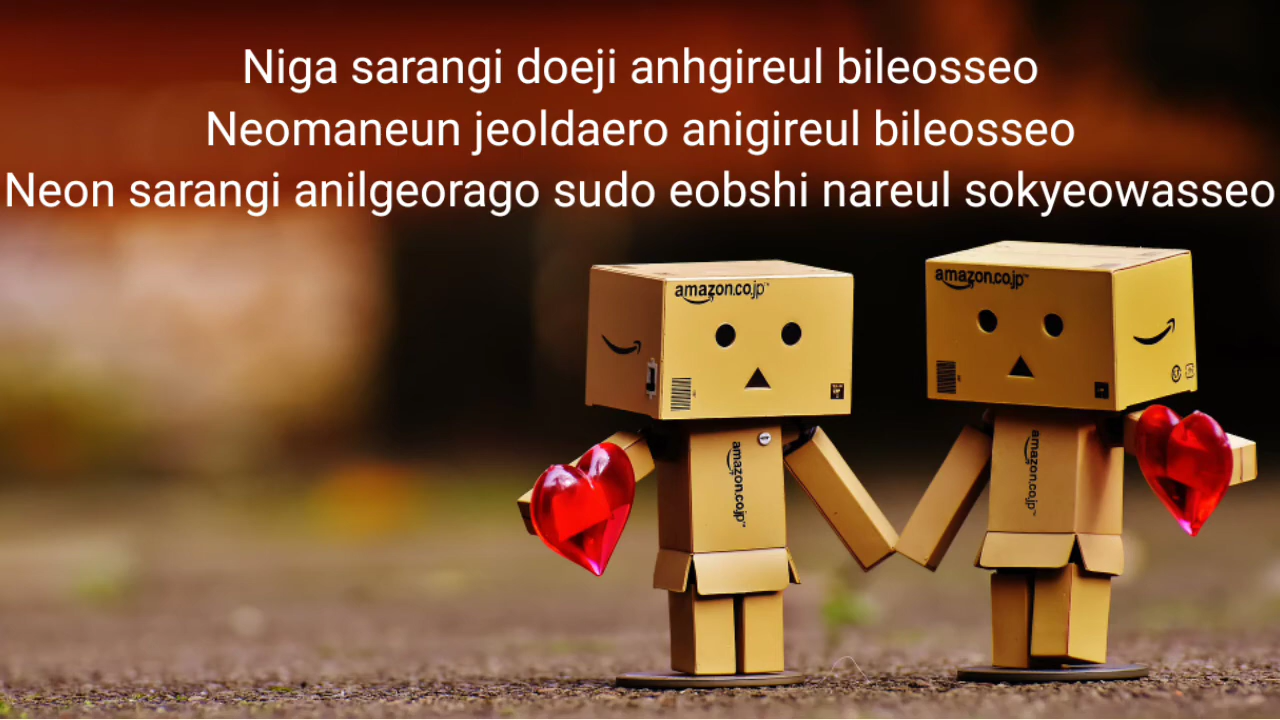 Niga sarangi doeji anhgireul bileosseo
Neomaneun jeoldaero anigireul bileosseo
Neon sarangi anilgeorago sudo eobshi nareul sokyeowasseo
amazon.co.jp
amazon.co.jp
amazon.co.jp
amazon.co.jp